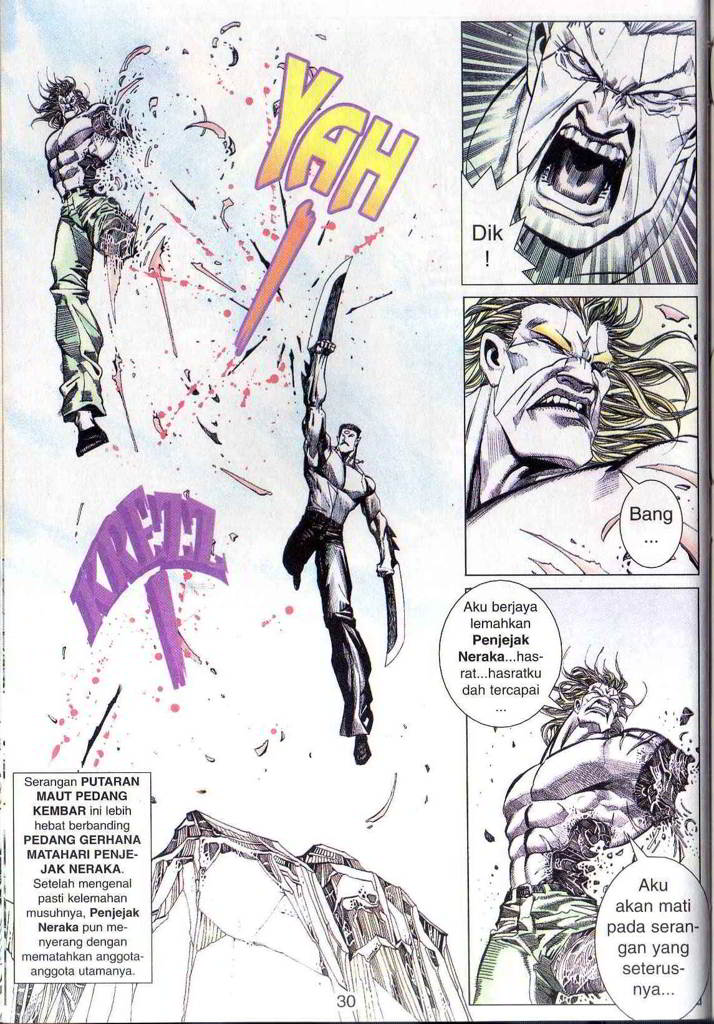 YAH
KREZZ
Serangan PUTARAN
MAUT PEDANG
KEMBAR ini lebih
hebat berbanding
PEDANG GERHANA
MATAHARI PENJE-
JAK NERAKA.
Setelah mengenal
pasti kelemahan
musuhnya, Penjejak
Neraka pun me-
nyerang dengan
mematahkan anggota-
anggota utamanya.
Dik
!
Bang
...
Aku berjaya
lemahkan
Penjejak
Neraka...has-
rat...hasratku
dah tercapai
...
Aku
akan mati
pada seran-
gan yang
seterus-
nya...
30